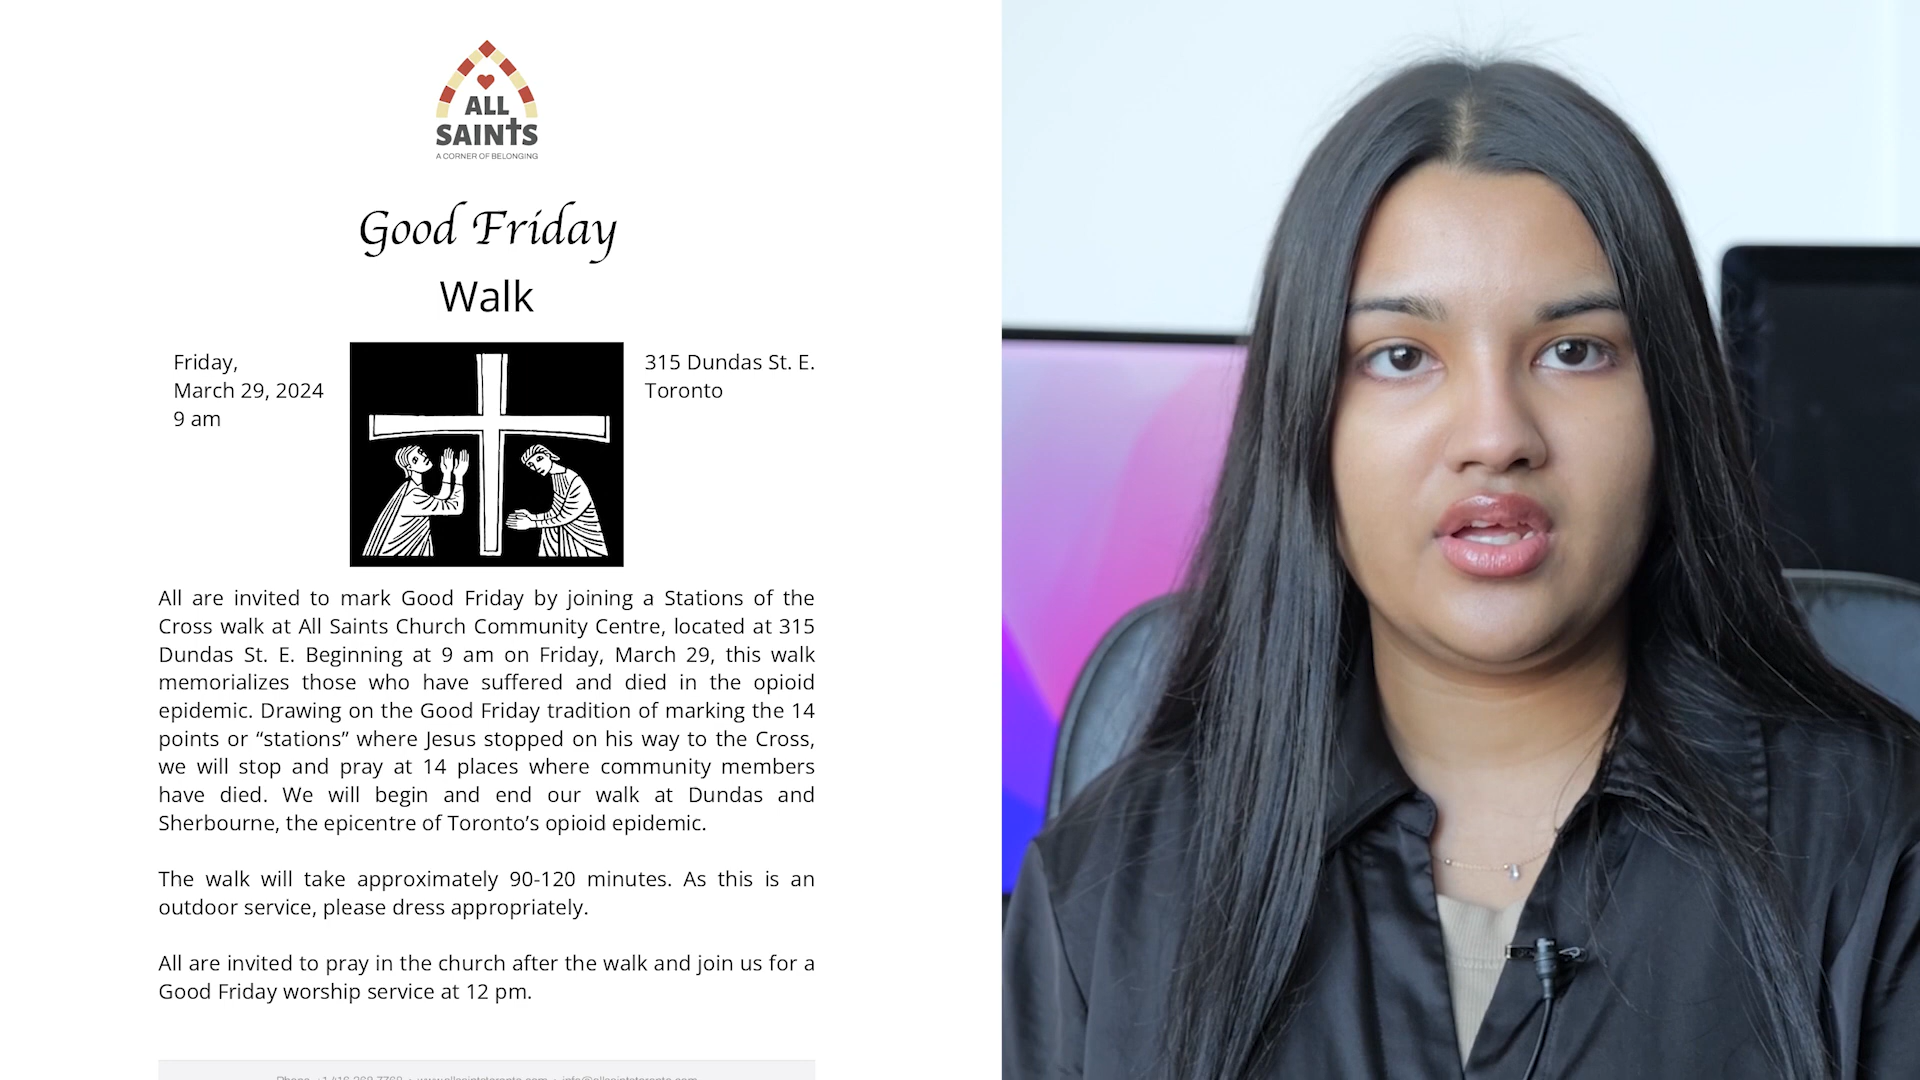 ALL
SAINTS
A CORNER OF BELONGING
Good Friday
Walk
Friday,
March 29, 2024
9 am
315 Dundas St. E.
Toronto
All are invited to mark Good Friday by joining a Stations of the
Cross walk at All Saints Church Community Centre, located at 315
Dundas St. E. Beginning at 9 am on Friday, March 29, this walk
memorializes those who have suffered and died in the opioid
epidemic. Drawing on the Good Friday tradition of marking the 14
points or “stations” where Jesus stopped on his way to the Cross,
we will stop and pray at 14 places where community members
have died. We will begin and end our walk at Dundas and
Sherbourne, the epicentre of Toronto’s opioid epidemic.
The walk will take approximately 90-120 minutes. As this is an
outdoor service, please dress appropriately.
All are invited to pray in the church after the walk and join us for a
Good Friday worship service at 12 pm.